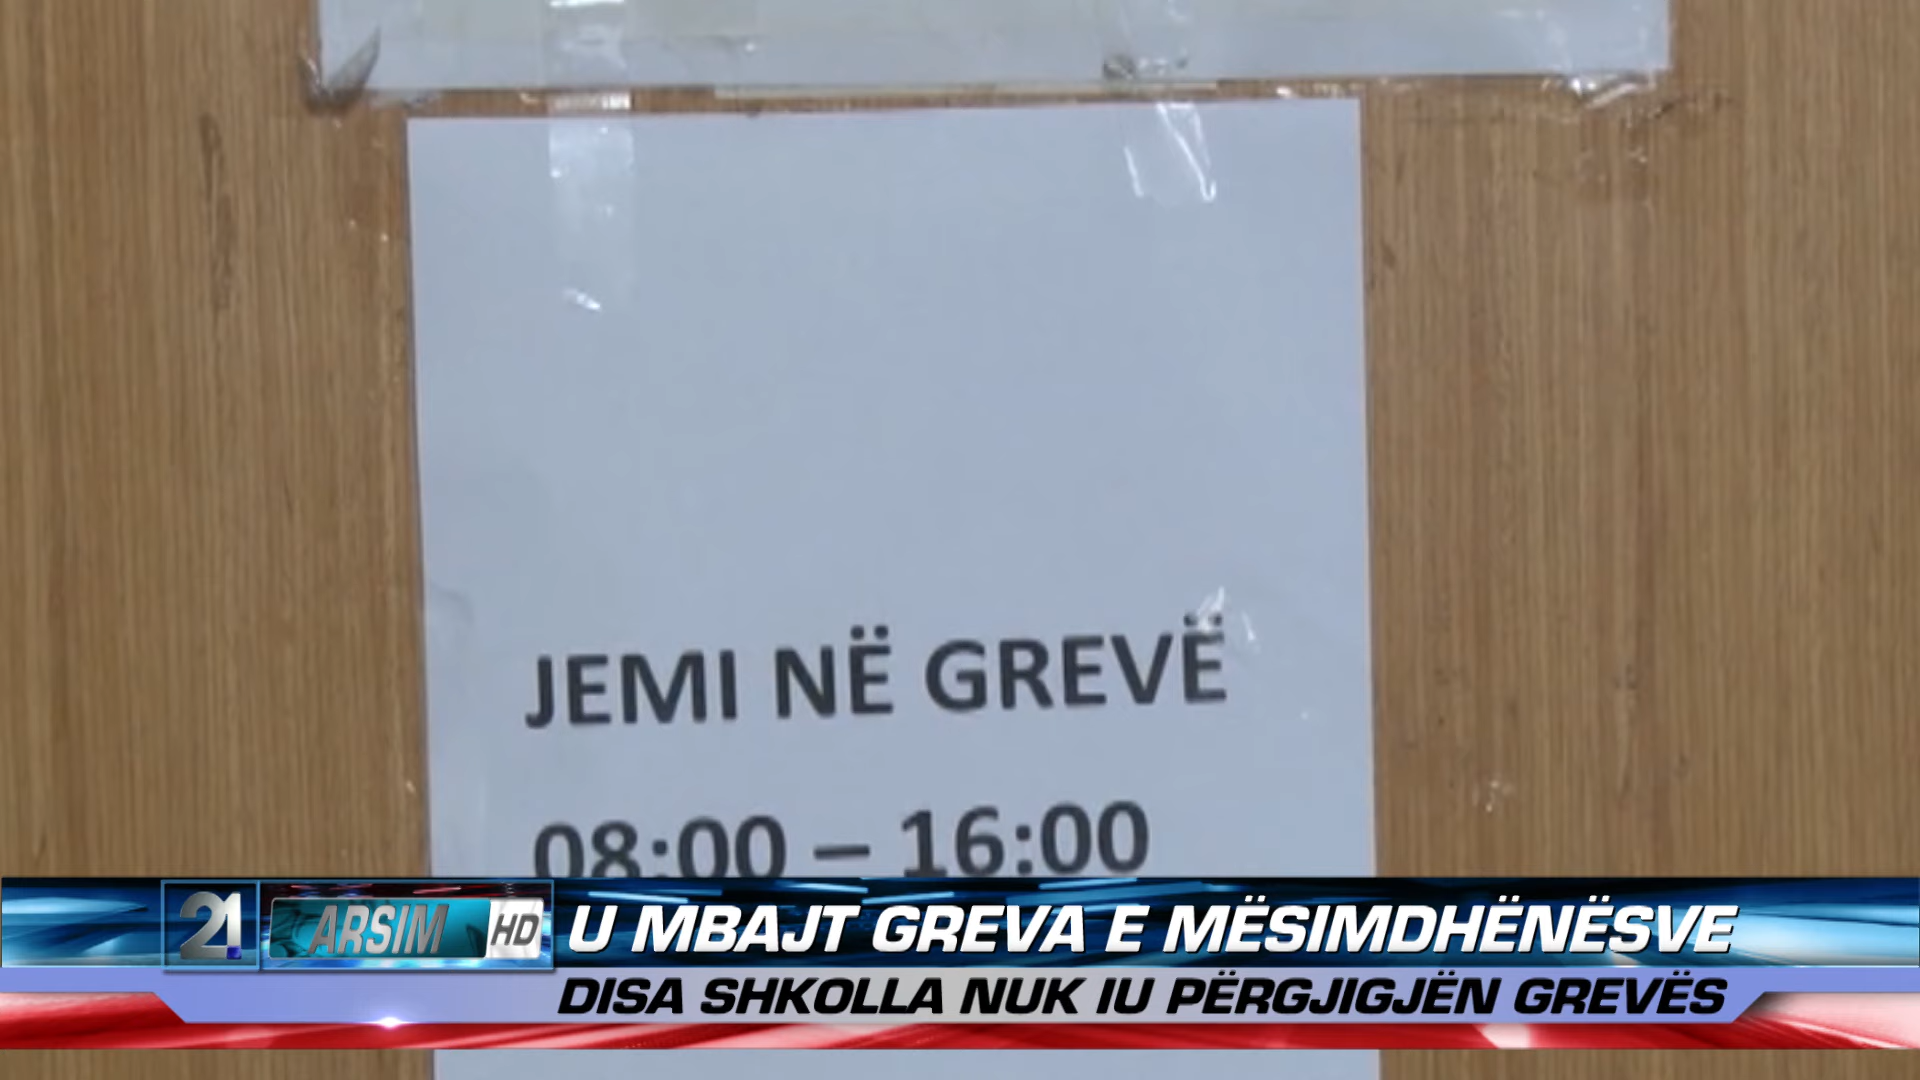 JEMI NË GREVË
08:00 – 16:00
21 ARSIM HD U MBAJT GREVA E MËSIMDHËNËSVE
DISA SHKOLLA NUK IU PËRGJIGJËN GREVËS